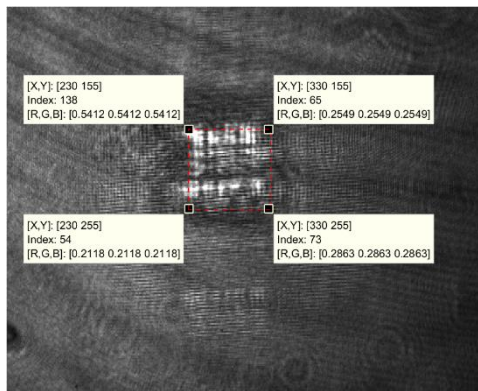 [X,Y]: [230 155]
Index: 138
[R,G,B]: [0.5412 0.5412 0.5412]
[X,Y]: [330 155]
Index: 65
[R,G,B]: [0.2549 0.2549 0.2549]
[X,Y]: [230 255]
Index: 54
[R,G,B]: [0.2118 0.2118 0.2118]
[X,Y]: [330 255]
Index: 73
[R,G,B]: [0.2863 0.2863 0.2863]